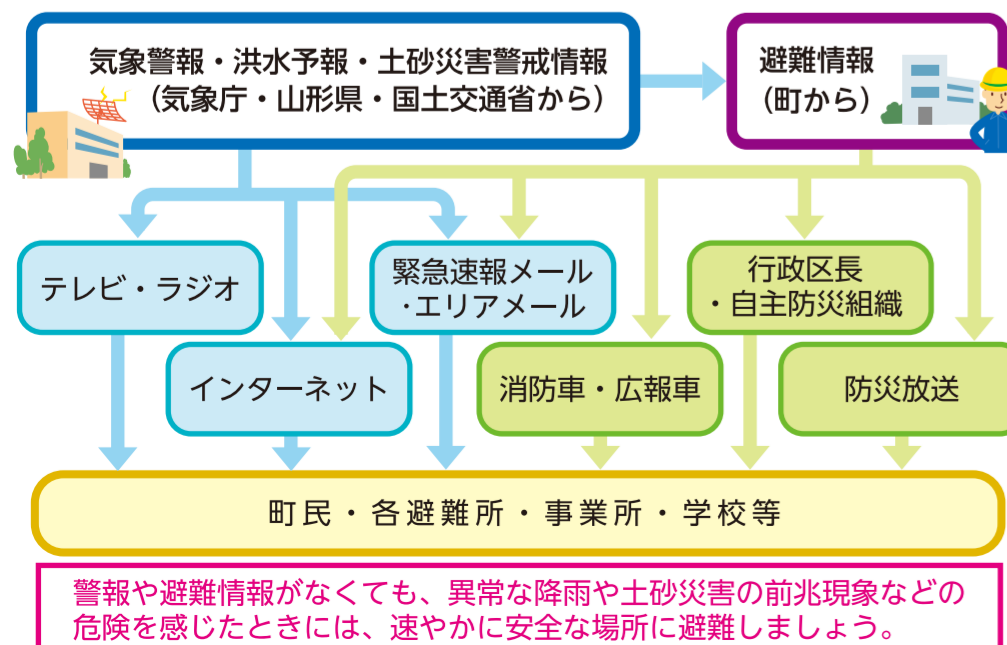 気象警報・洪水予報・土砂災害警戒情報
（気象庁・山形県・国土交通省から）
避難情報
（町から）
テレビ・ラジオ
緊急速報メール
・エリアメール
行政区長
・自主防災組織
インターネット
消防車・広報車
防災放送
町民・各避難所・事業所・学校等
警報や避難情報がなくても、異常な降雨や土砂災害の前兆現象などの
危険を感じたときには、速やかに安全な場所に避難しましょう。